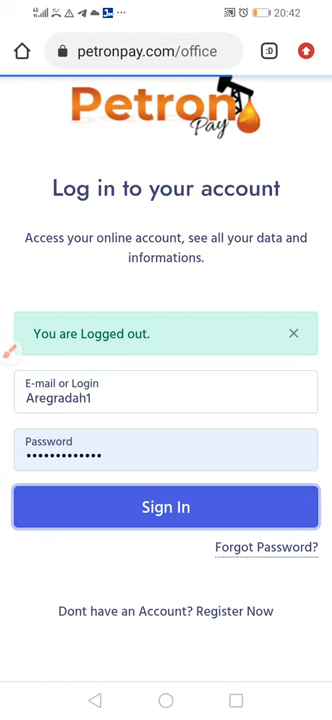 20:42
petronpay.com/office
:D
Petron
Pay
Log in to your account
Access your online account, see all your data and
informations.
You are Logged out.
E-mail or Login
Aregradah1
Password
•••••••••••••
Sign In
Forgot Password?
Dont have an Account? Register Now